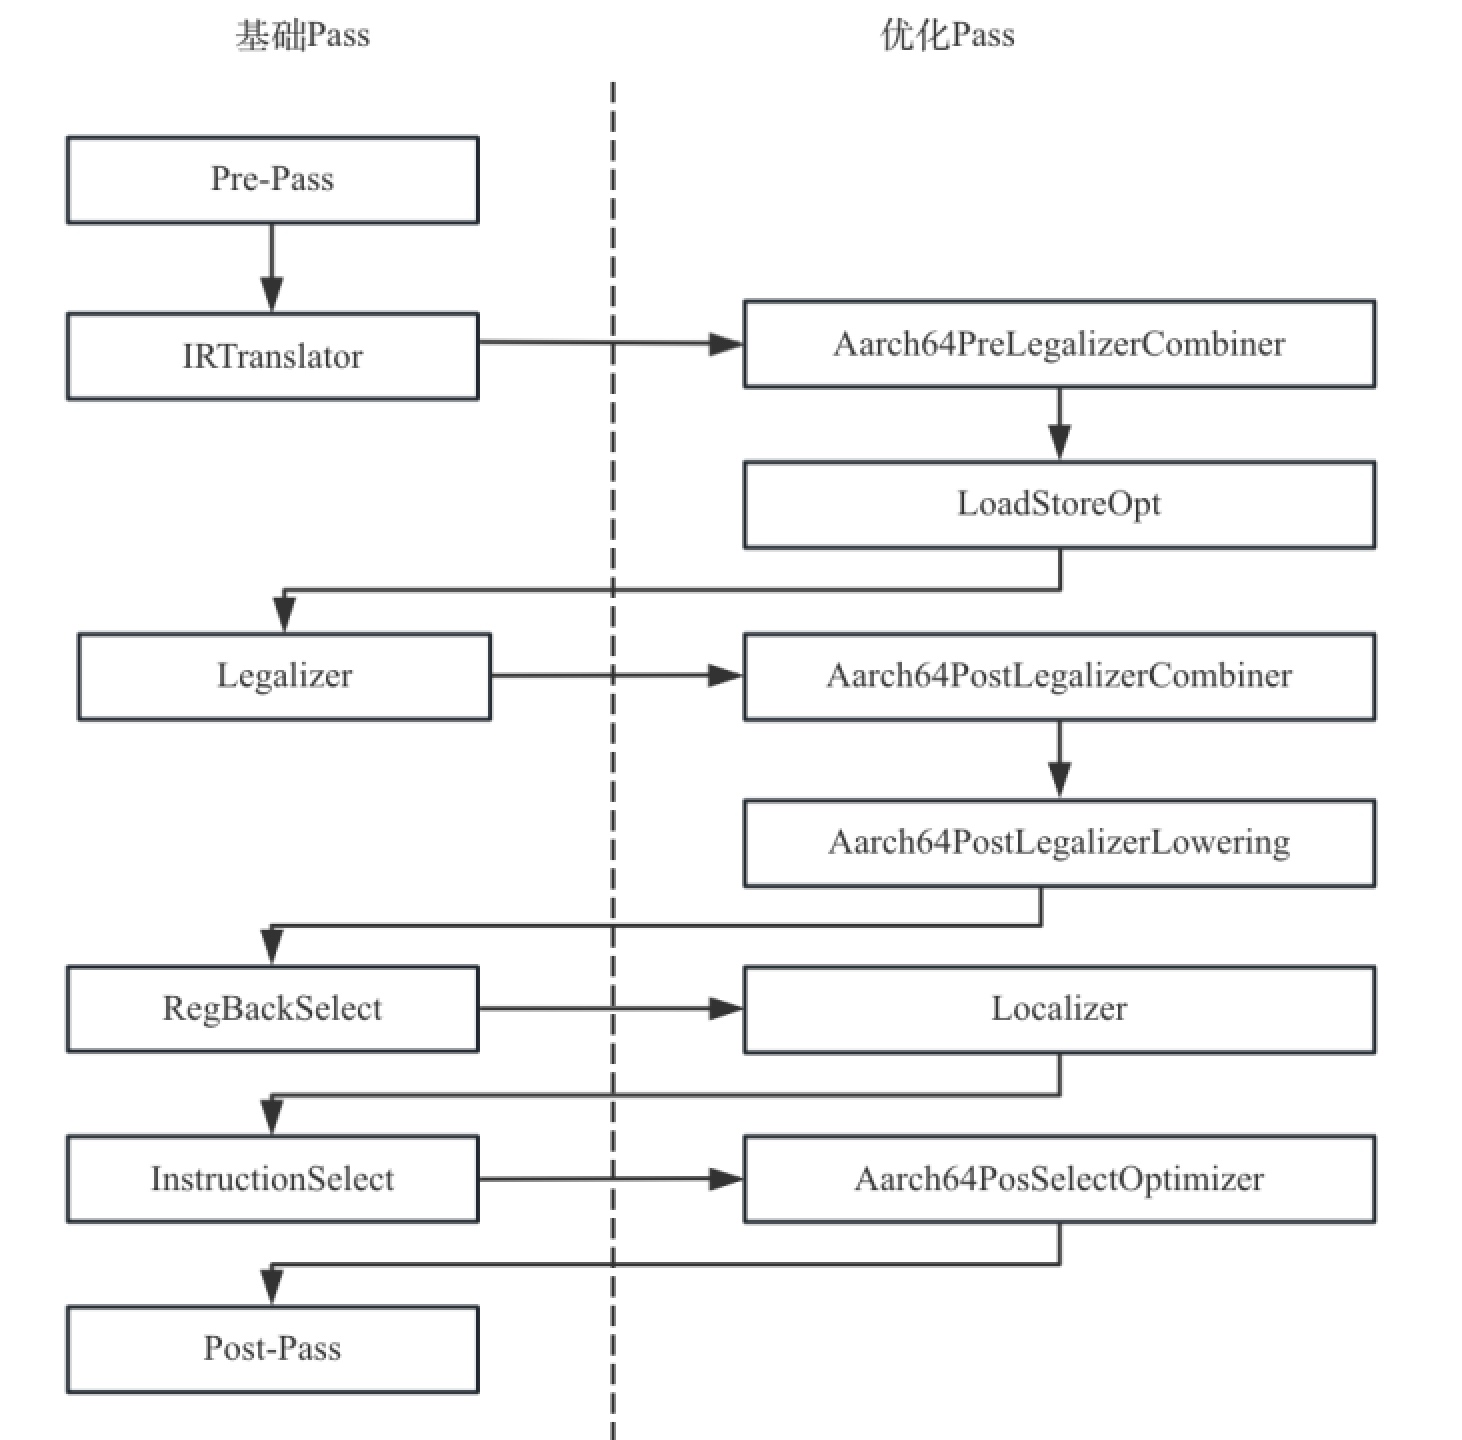 基础Pass
优化Pass
Pre-Pass
IRTranslator
Aarch64PreLegalizerCombiner
LoadStoreOpt
Legalizer
Aarch64PostLegalizerCombiner
Aarch64PostLegalizerLowering
RegBackSelect
Localizer
InstructionSelect
Aarch64PosSelectOptimizer
Post-Pass